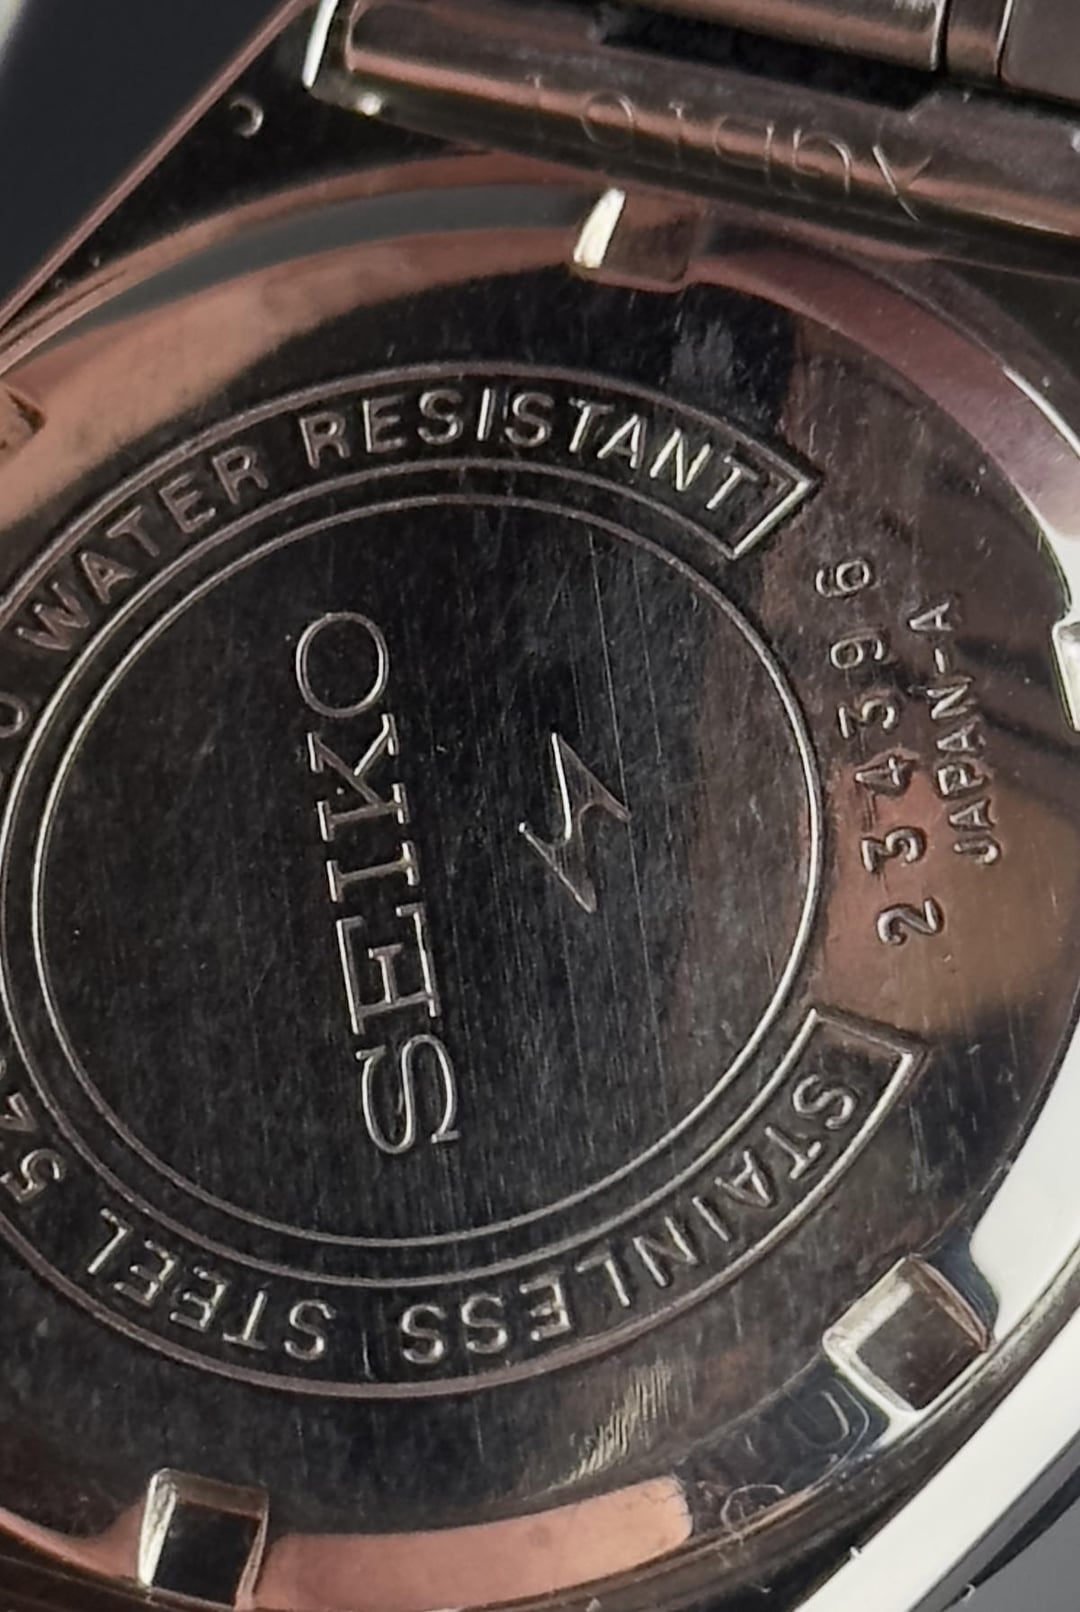 WATER RESISTANT
SEIKO
234396
JAPAN-A
STAINLESS STEEL